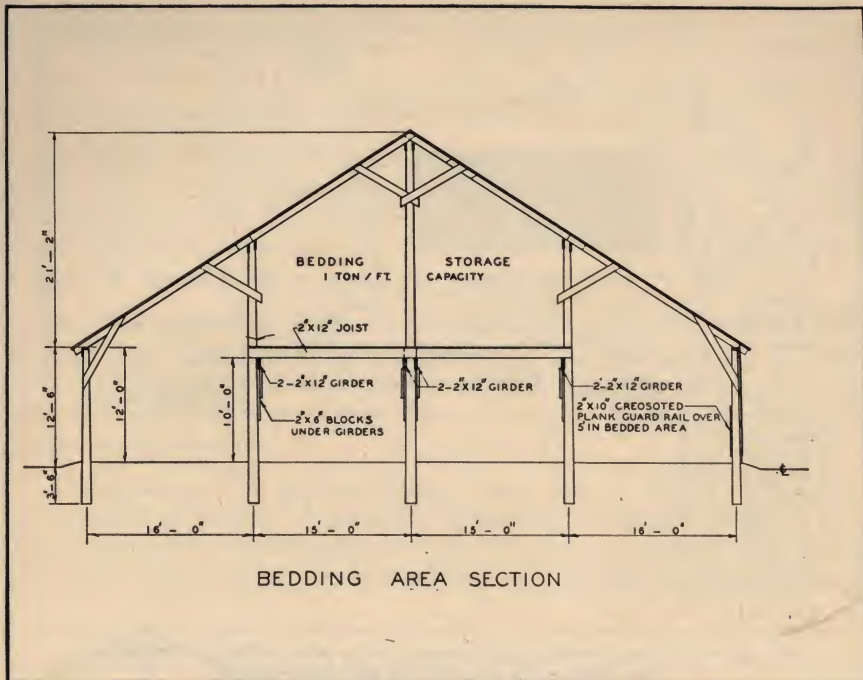 21'-2"
BEDDING STORAGE
1 TON / FT. CAPACITY
2"X12" JOIST
2-2"X12" GIRDER
2-2"X12" GIRDER
2-2"X12" GIRDER
2"X6" BLOCKS
UNDER GIRDERS
2"X10" CREOSOTED
PLANK GUARD RAIL OVER
5' IN BEDDED AREA
12'-6"
12'-0"
10'-0"
3'-6"
16'-0"
15'-0"
15'-0"
16'-0"
BEDDING AREA SECTION